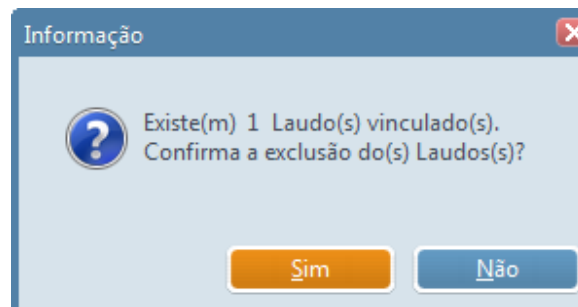 Informação
Existe(m) 1 Laudo(s) vinculado(s).
Confirma a exclusão do(s) Laudos(s)?
Sim
Não